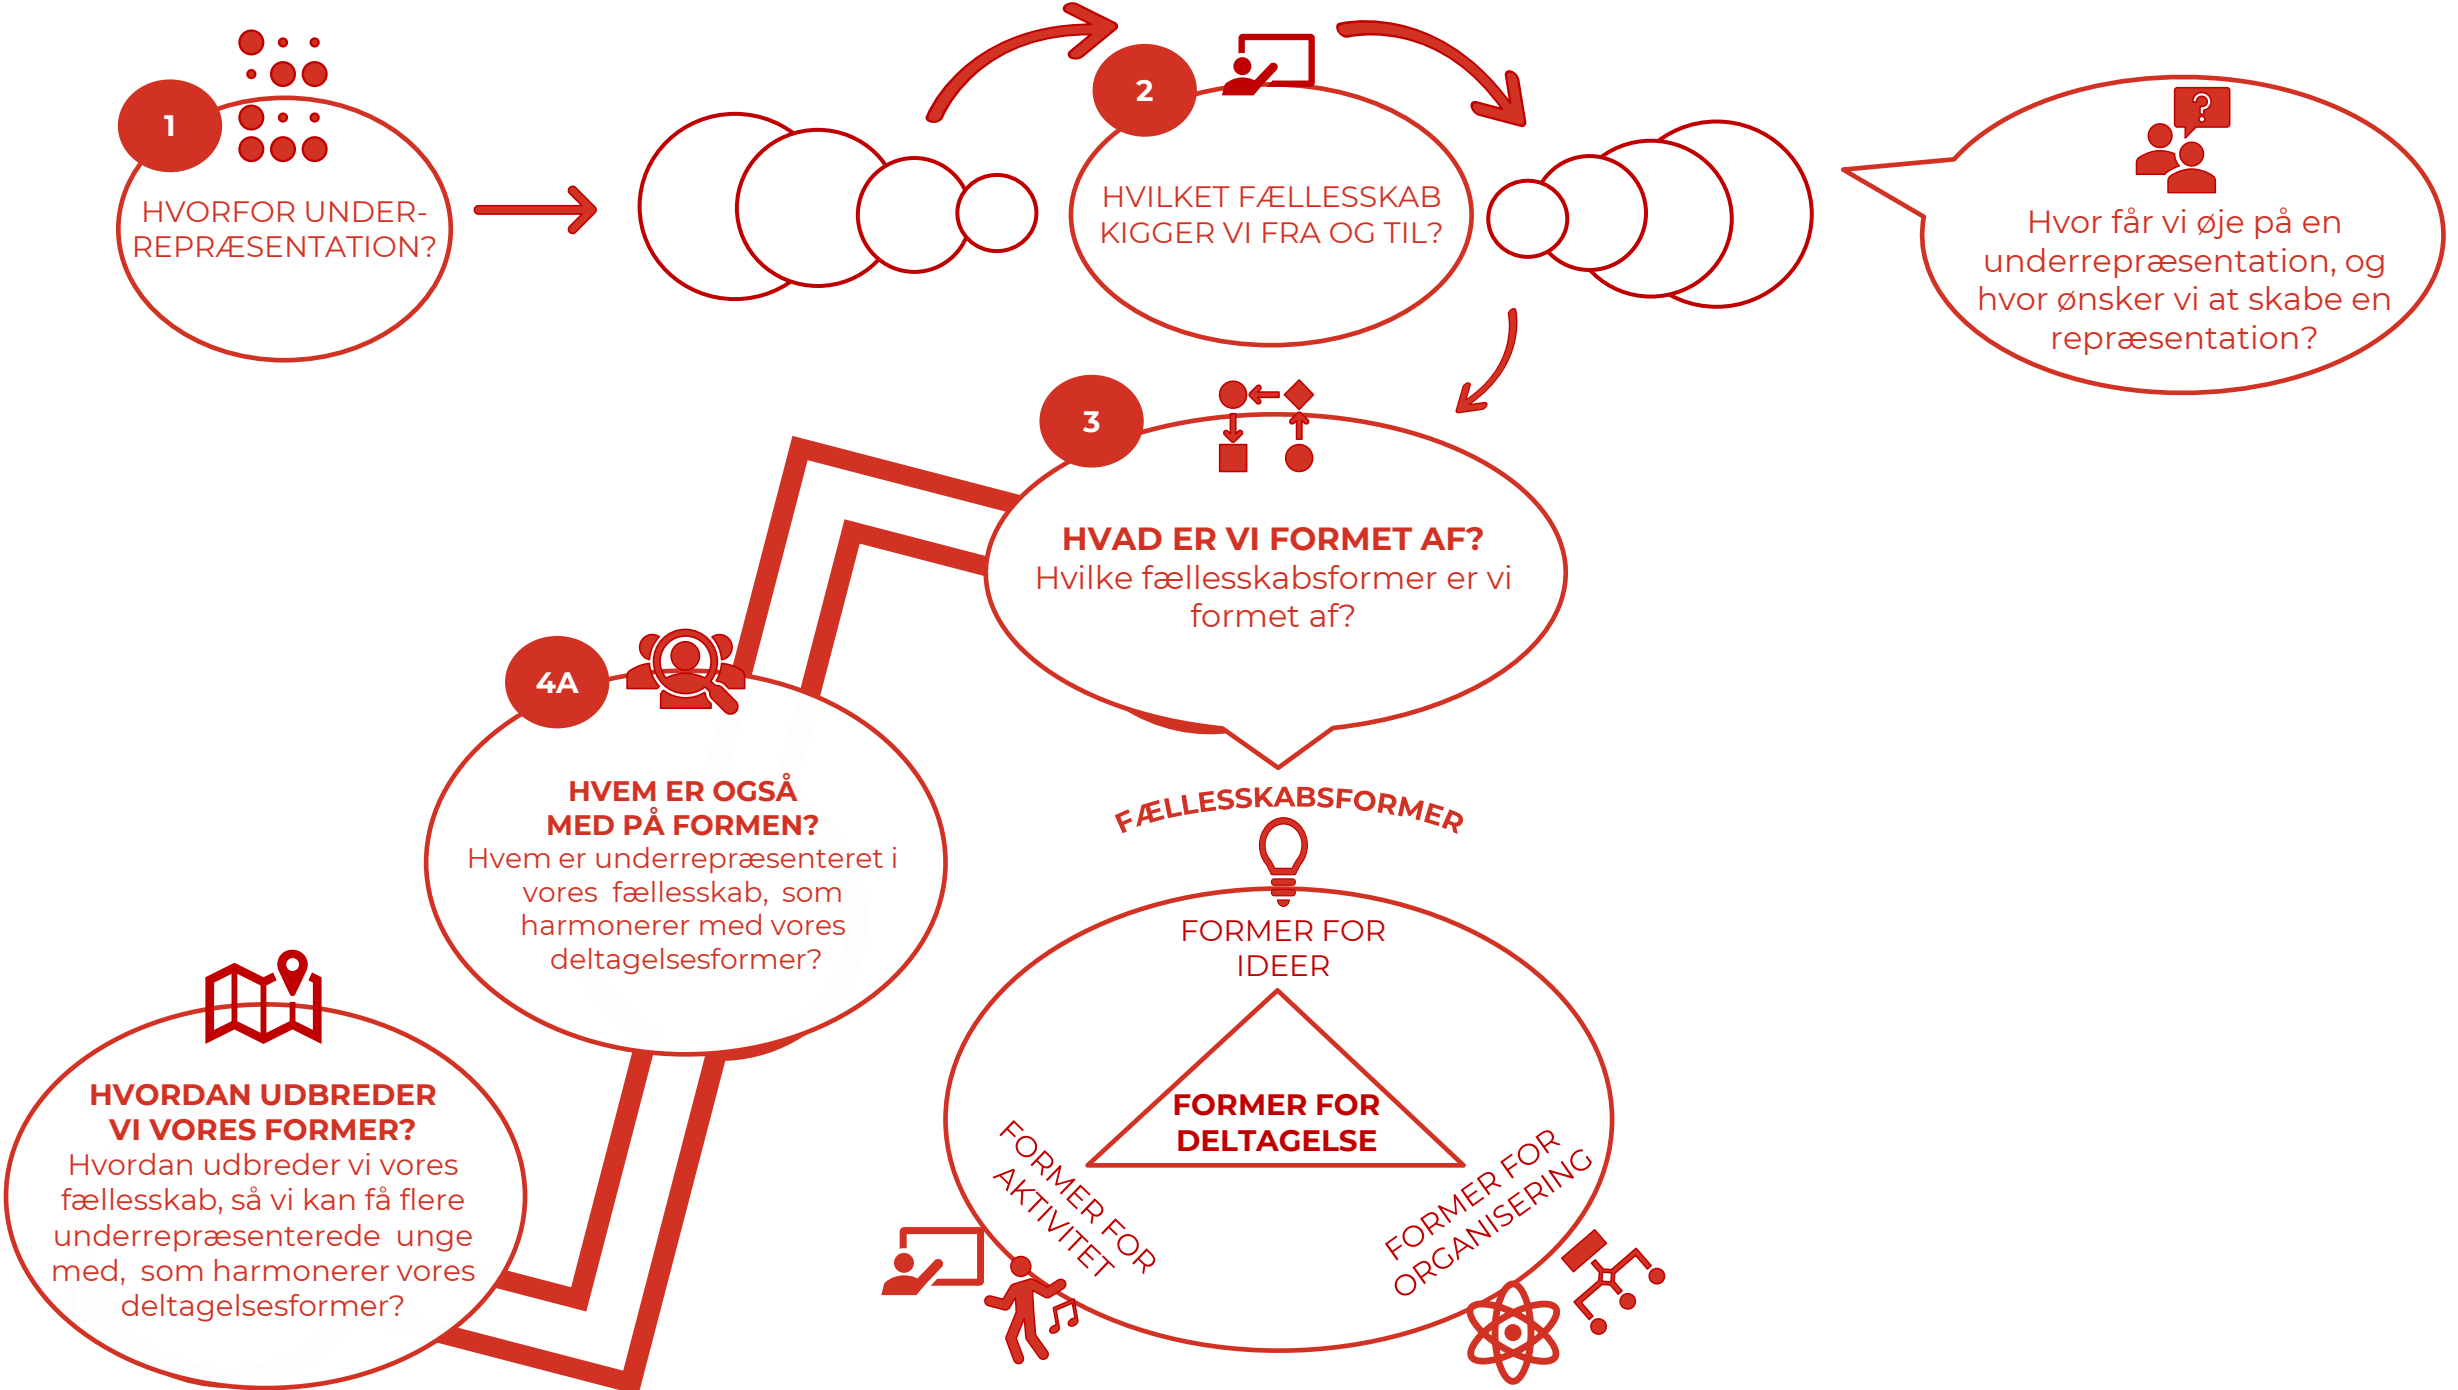 1
HVORFOR UNDER-
REPRÆSENTATION?
2
HVILKET FÆLLESSKAB
KIGGER VI FRA OG TIL?
?
Hvor får vi øje på en
underrepræsentation, og
hvor ønsker vi at skabe en
repræsentation?
3
HVAD ER VI FORMET AF?
Hvilke fællesskabsformer er vi
formet af?
4A
HVEM ER OGSÅ
MED PÅ FORMEN?
Hvem er underrepræsenteret i
vores fællesskab, som
harmonerer med vores
deltagelsesformer?
HVORDAN UDBREDER
VI VORES FORMER?
Hvordan udbreder vi vores
fællesskab, så vi kan få flere
underrepræsenterede unge
med, som harmonerer vores
deltagelsesformer?
FÆLLESSKABSFORMER
FORMER FOR
IDEER
FORMER FOR
DELTAGELSE
FORMER FOR
AKTIVITET
FORMER FOR
ORGANISERING